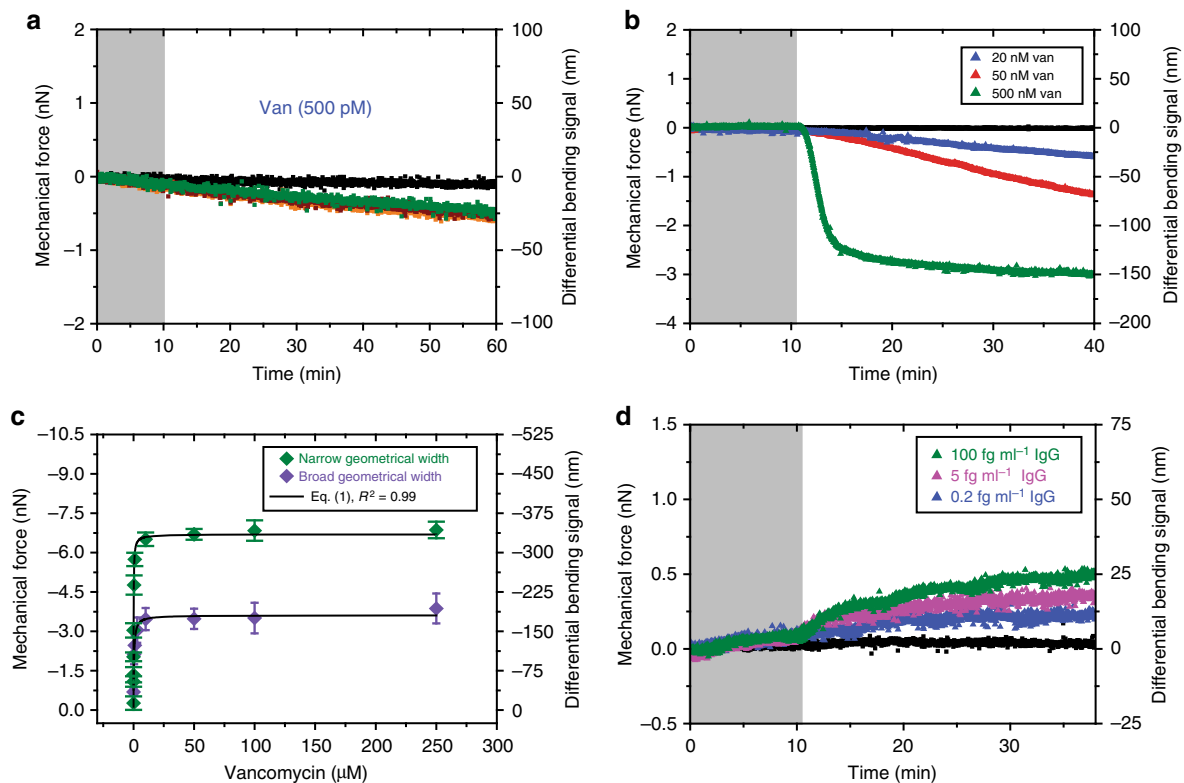 a
2
1
0
–1
–2
Mechanical force (nN)
100
50
0
–50
–100
Differential bending signal (nm)
Van (500 pM)
0 10 20 30 40 50 60
Time (min)
b
2
1
0
–1
–2
–3
–4
Mechanical force (nN)
100
50
0
–50
–100
–150
–200
Differential bending signal (nm)
20 nM van
50 nM van
500 nM van
0 10 20 30 40
Time (min)
c
–10.5
–9.0
–7.5
–6.0
–4.5
–3.0
–1.5
0.0
Mechanical force (nN)
–525
–450
–375
–300
–225
–150
–75
0
Differential bending signal (nm)
Narrow geometrical width
Broad geometrical width
Eq. (1), R² = 0.99
0 50 100 150 200 250 300
Vancomycin (μM)
d
1.5
1.0
0.5
0.0
–0.5
Mechanical force (nN)
75
50
25
0
–25
Differential bending signal (nm)
100 fg ml⁻¹ IgG
5 fg ml⁻¹ IgG
0.2 fg ml⁻¹ IgG
0 10 20 30
Time (min)